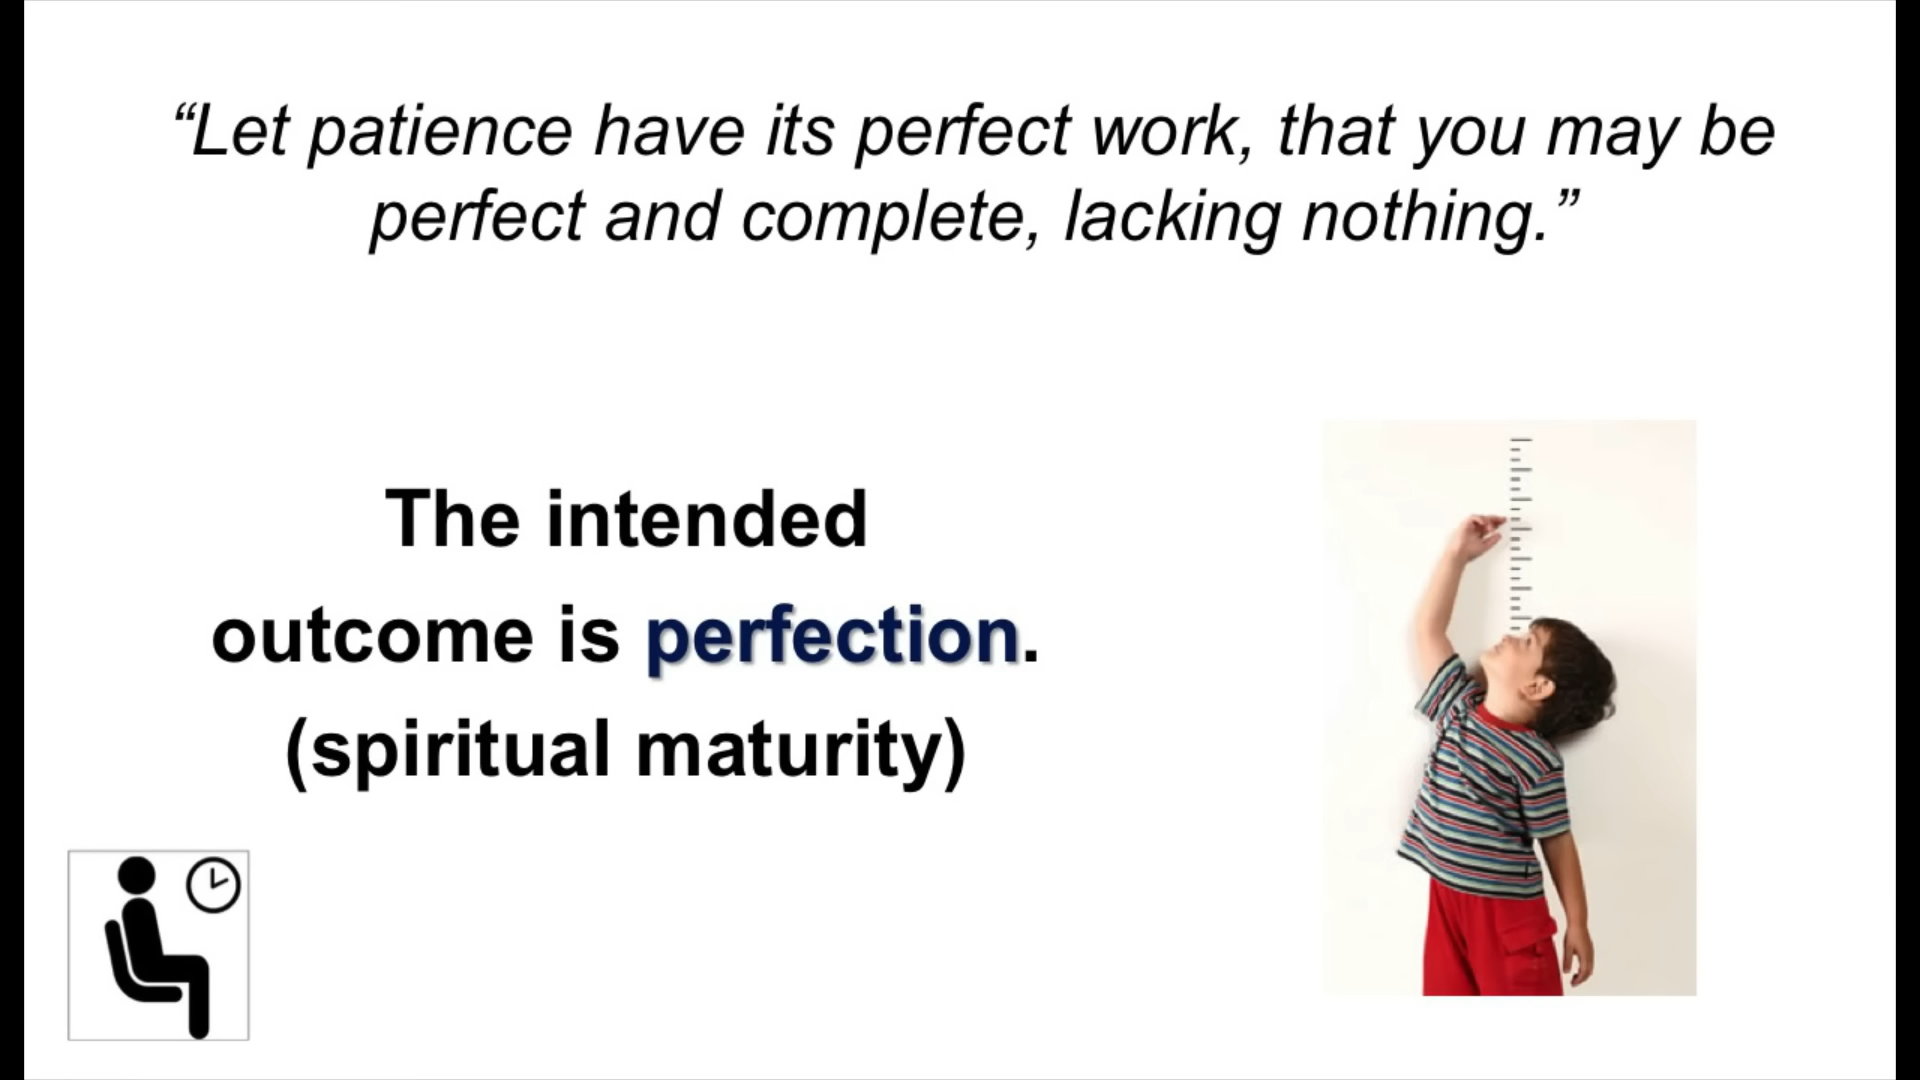 “Let patience have its perfect work, that you may be
perfect and complete, lacking nothing.”
The intended
outcome is perfection.
(spiritual maturity)